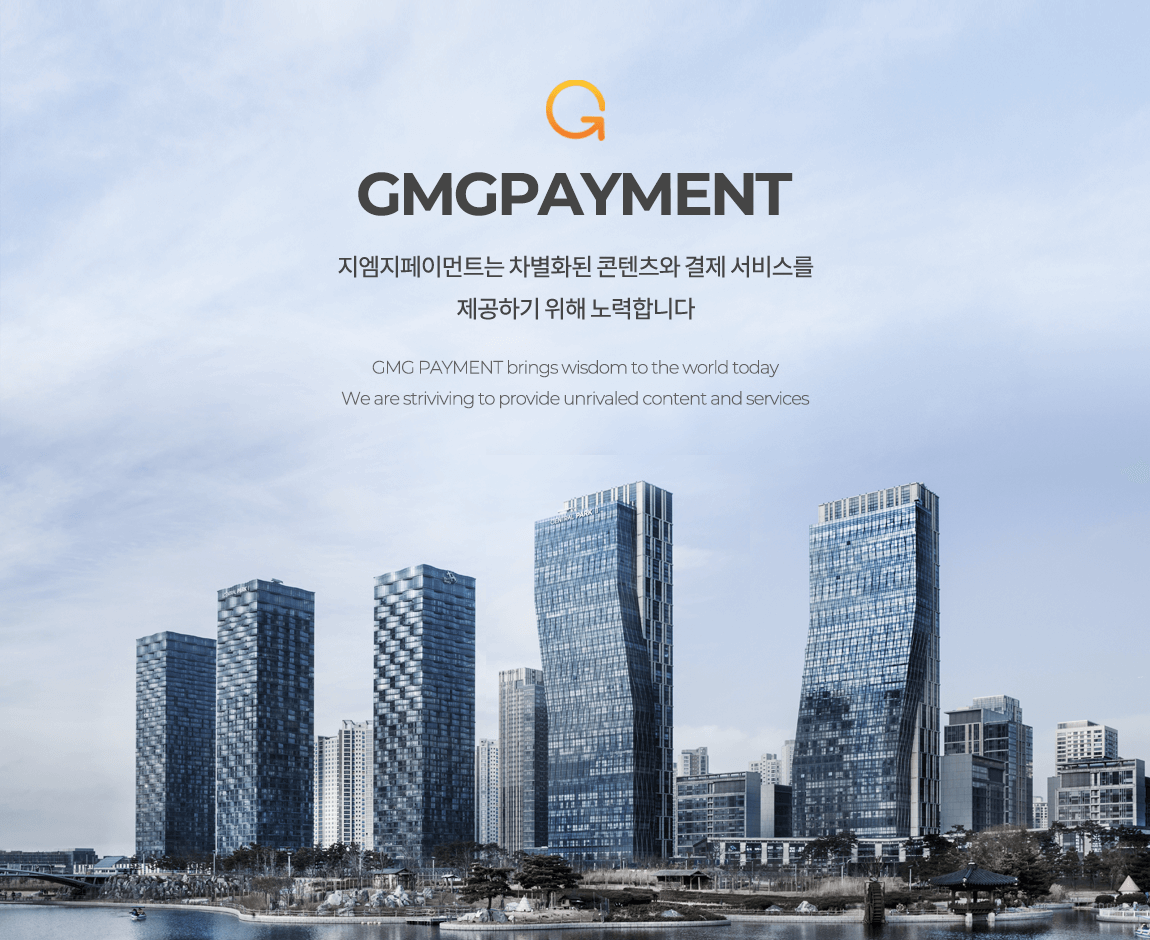 GMGPAYMENT
지엠지페이먼트는 차별화된 콘텐츠와 결제 서비스를
제공하기 위해 노력합니다
GMG PAYMENT brings wisdom to the world today
We are striviving to provide unrivaled content and services
CENTRAL PARK